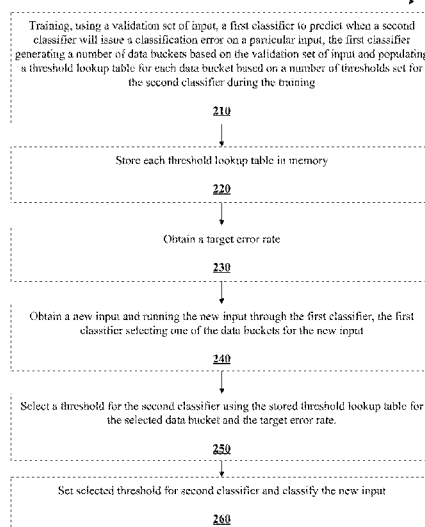 Training, using a validation set of input, a first classifier to predict when a second
classifier will issue a classification error on a particular input, the first classifier
generating a number of data buckets based on the validation set of input and populating
a threshold lookup table for each data bucket based on a number of thresholds set for
the second classifier during the training
210
Store each threshold lookup table in memory
220
Obtain a target error rate
230
Obtain a new input and running the new input through the first classifier, the first
classifier selecting one of the data buckets for the new input
240
Select a threshold for the second classifier using the stored threshold lookup table for
the selected data bucket and the target error rate.
250
Set selected threshold for second classifier and classify the new input
260